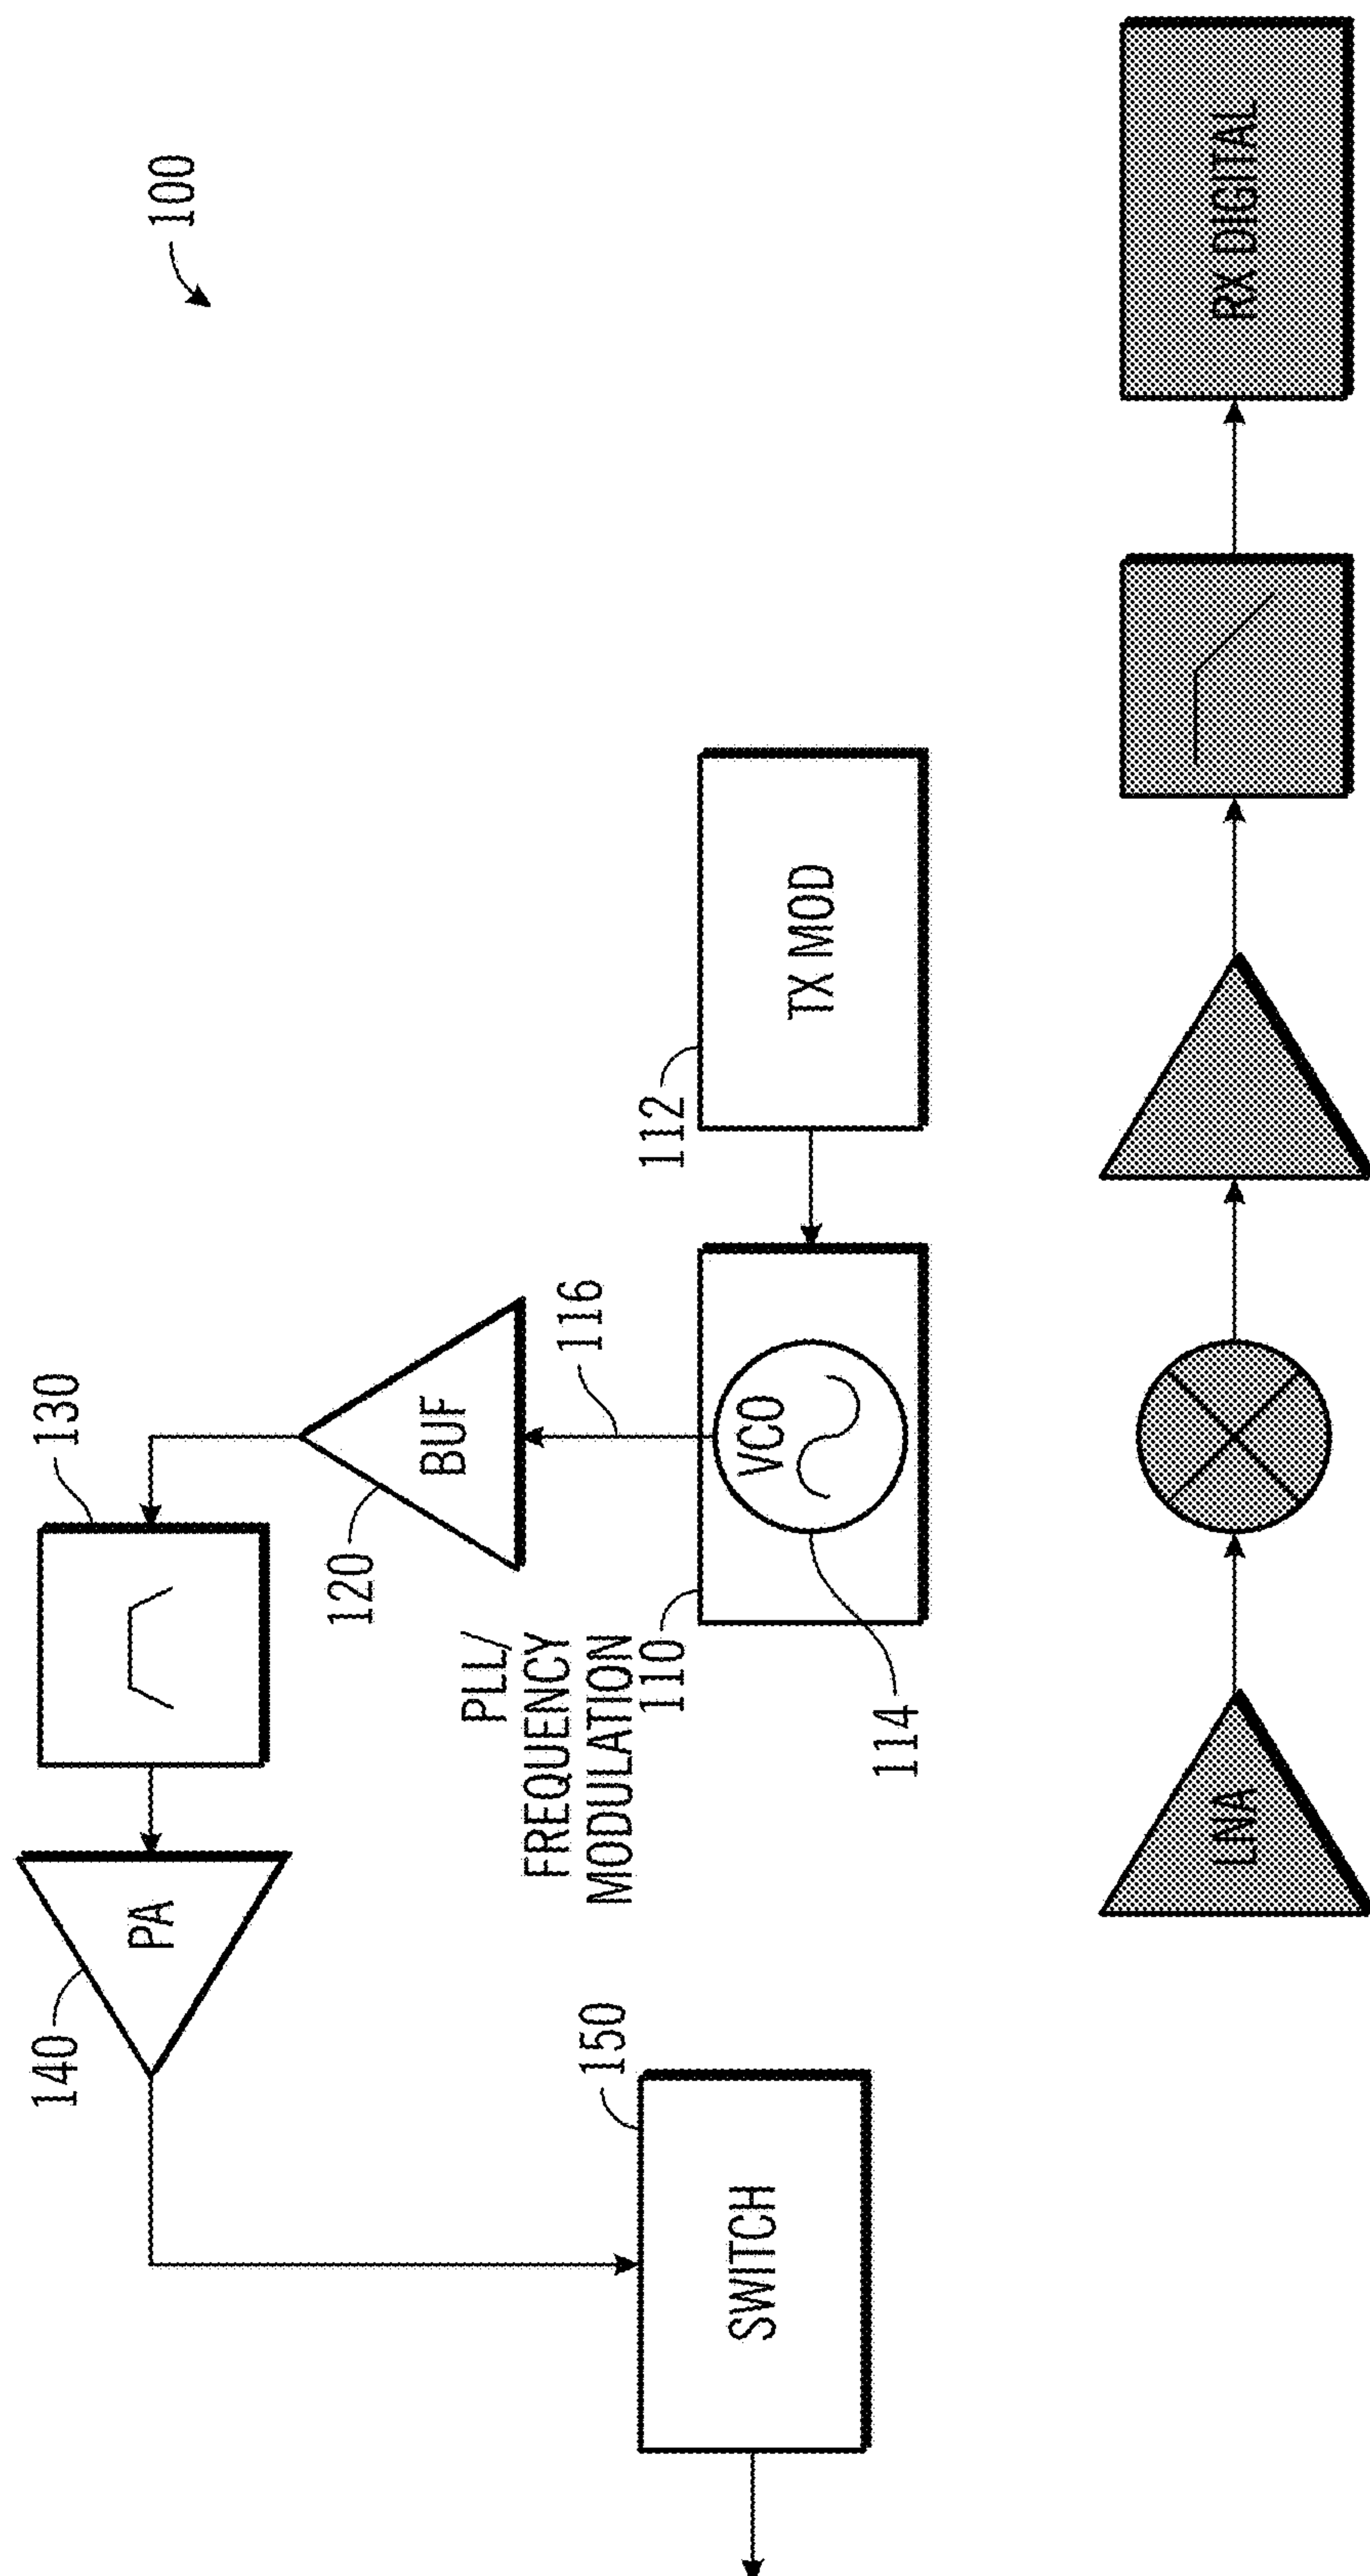 100
130
140
PA
120
BUF
116
PLL/
FREQUENCY
MODULATION
110
112
150
SWITCH
VCO
114
TX MOD
LNA
RX DIGITAL